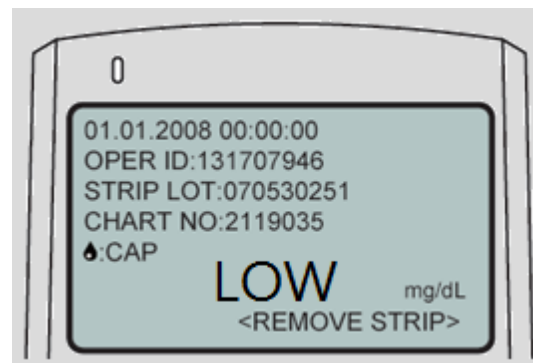 01.01.2008 00:00:00
OPER ID:131707946
STRIP LOT:070530251
CHART NO:2119035
:CAP
LOW mg/dL
<REMOVE STRIP>